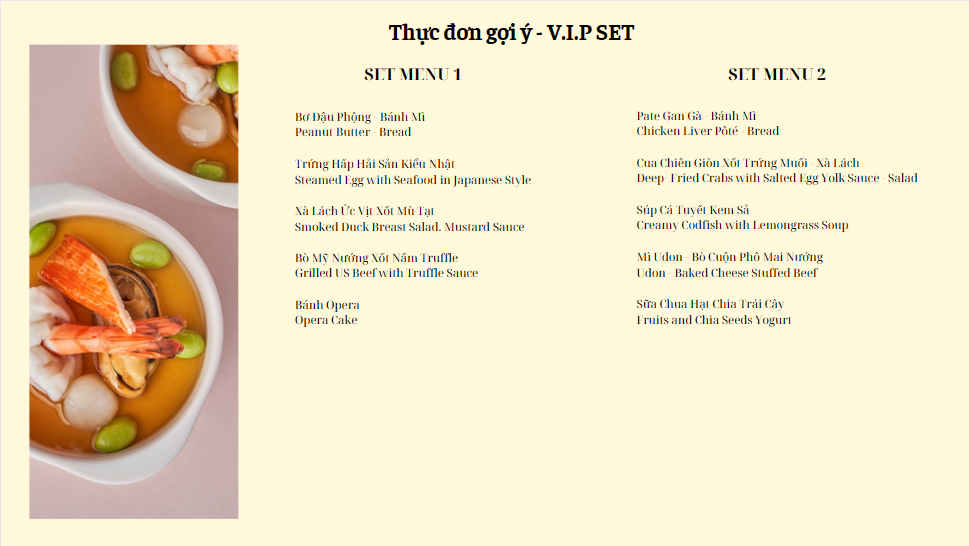 Thực đơn gợi ý - V.I.P SET
SET MENU 1
Bơ Đậu Phộng - Bánh Mì
Peanut Butter - Bread
Trứng Hấp Hải Sản Kiểu Nhật
Steamed Egg with Seafood in Japanese Style
Xà Lách Ức Vịt Xốt Mù Tạt
Smoked Duck Breast Salad. Mustard Sauce
Bò Mỹ Nướng Xốt Nấm Truffle
Grilled US Beef with Truffle Sauce
Bánh Opera
Opera Cake
SET MENU 2
Pate Gan Gà - Bánh Mì
Chicken Liver Pôté - Bread
Cua Chiên Giòn Xốt Trứng Muối - Xà Lách
Deep-Fried Crabs with Salted Egg Yolk Sauce - Salad
Súp Cá Tuyết Kem Sả
Creamy Codfish with Lemongrass Soup
Mì Udon - Bò Cuộn Phô Mai Nướng
Udon - Baked Cheese Stuffed Beef
Sữa Chua Hạt Chia Trái Cây
Fruits and Chia Seeds Yogurt